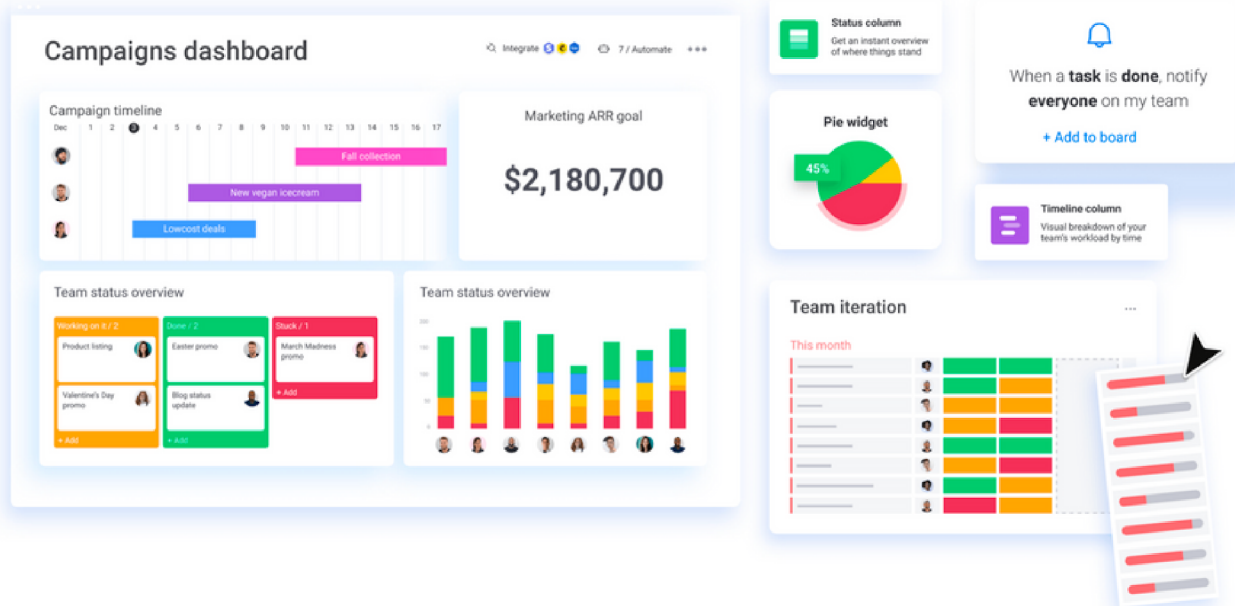 Campaigns dashboard
Integrate
7 / Automate
Campaign timeline
Dec 1 2 3 4 5 6 7 8 9 10 11 12 13 14 15 16 17
Fall collection
New vegan icecream
Lowcost deals
Marketing ARR goal
$2,180,700
Team status overview
Working on it / 2
Product listing
Valentine's Day
promo
+ Add
Done / 2
Easter promo
Blog status
update
+ Add
Stuck / 1
March Madness
promo
+ Add
Team status overview
200
150
100
50
0
Status column
Get an instant overview
of where things stand
Pie widget
45%
When a task is done, notify
everyone on my team
+ Add to board
Timeline column
Visual breakdown of your
team's workload by time
Team iteration
This month